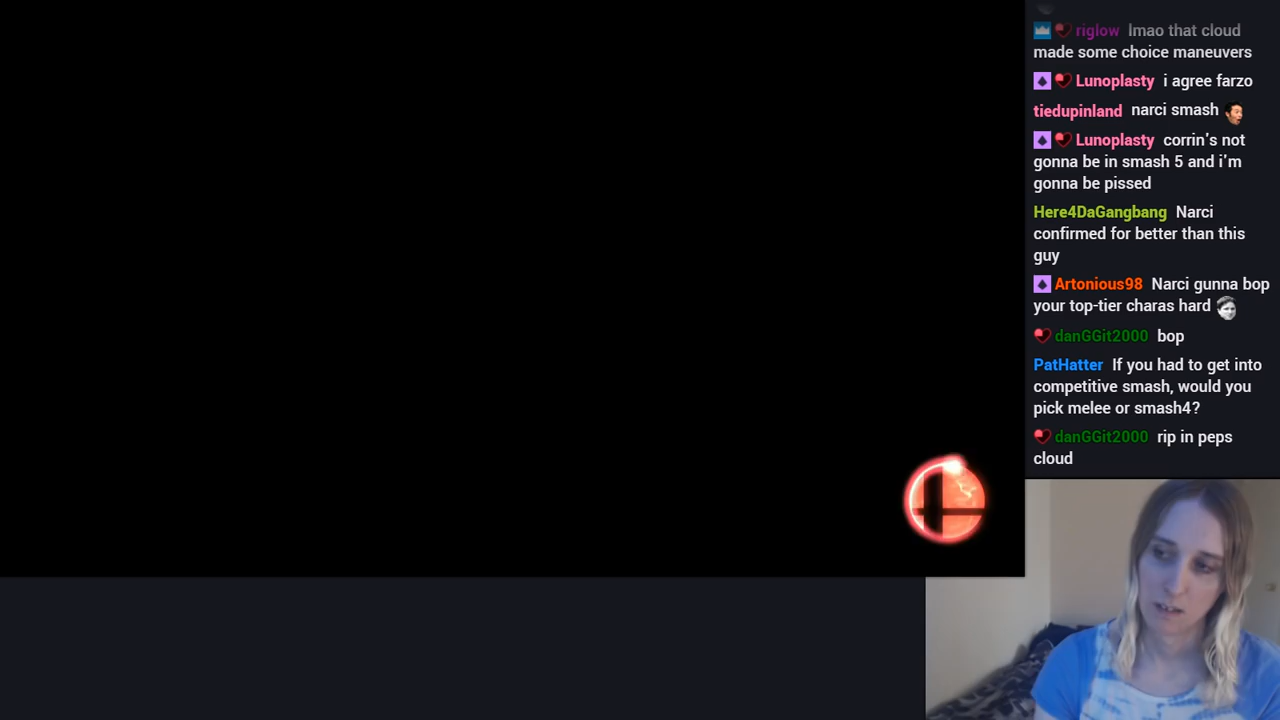 riglow lmao that cloud
made some choice maneuvers
Lunoplasty i agree farzo
tiedupinland narci smash
Lunoplasty corrin's not
gonna be in smash 5 and i'm
gonna be pissed
Here4DaGangbang Narci
confirmed for better than this
guy
Artonious98 Narci gunna bop
your top-tier charas hard
danGGit2000 bop
PatHatter If you had to get into
competitive smash, would you
pick melee or smash4?
danGGit2000 rip in peps
cloud